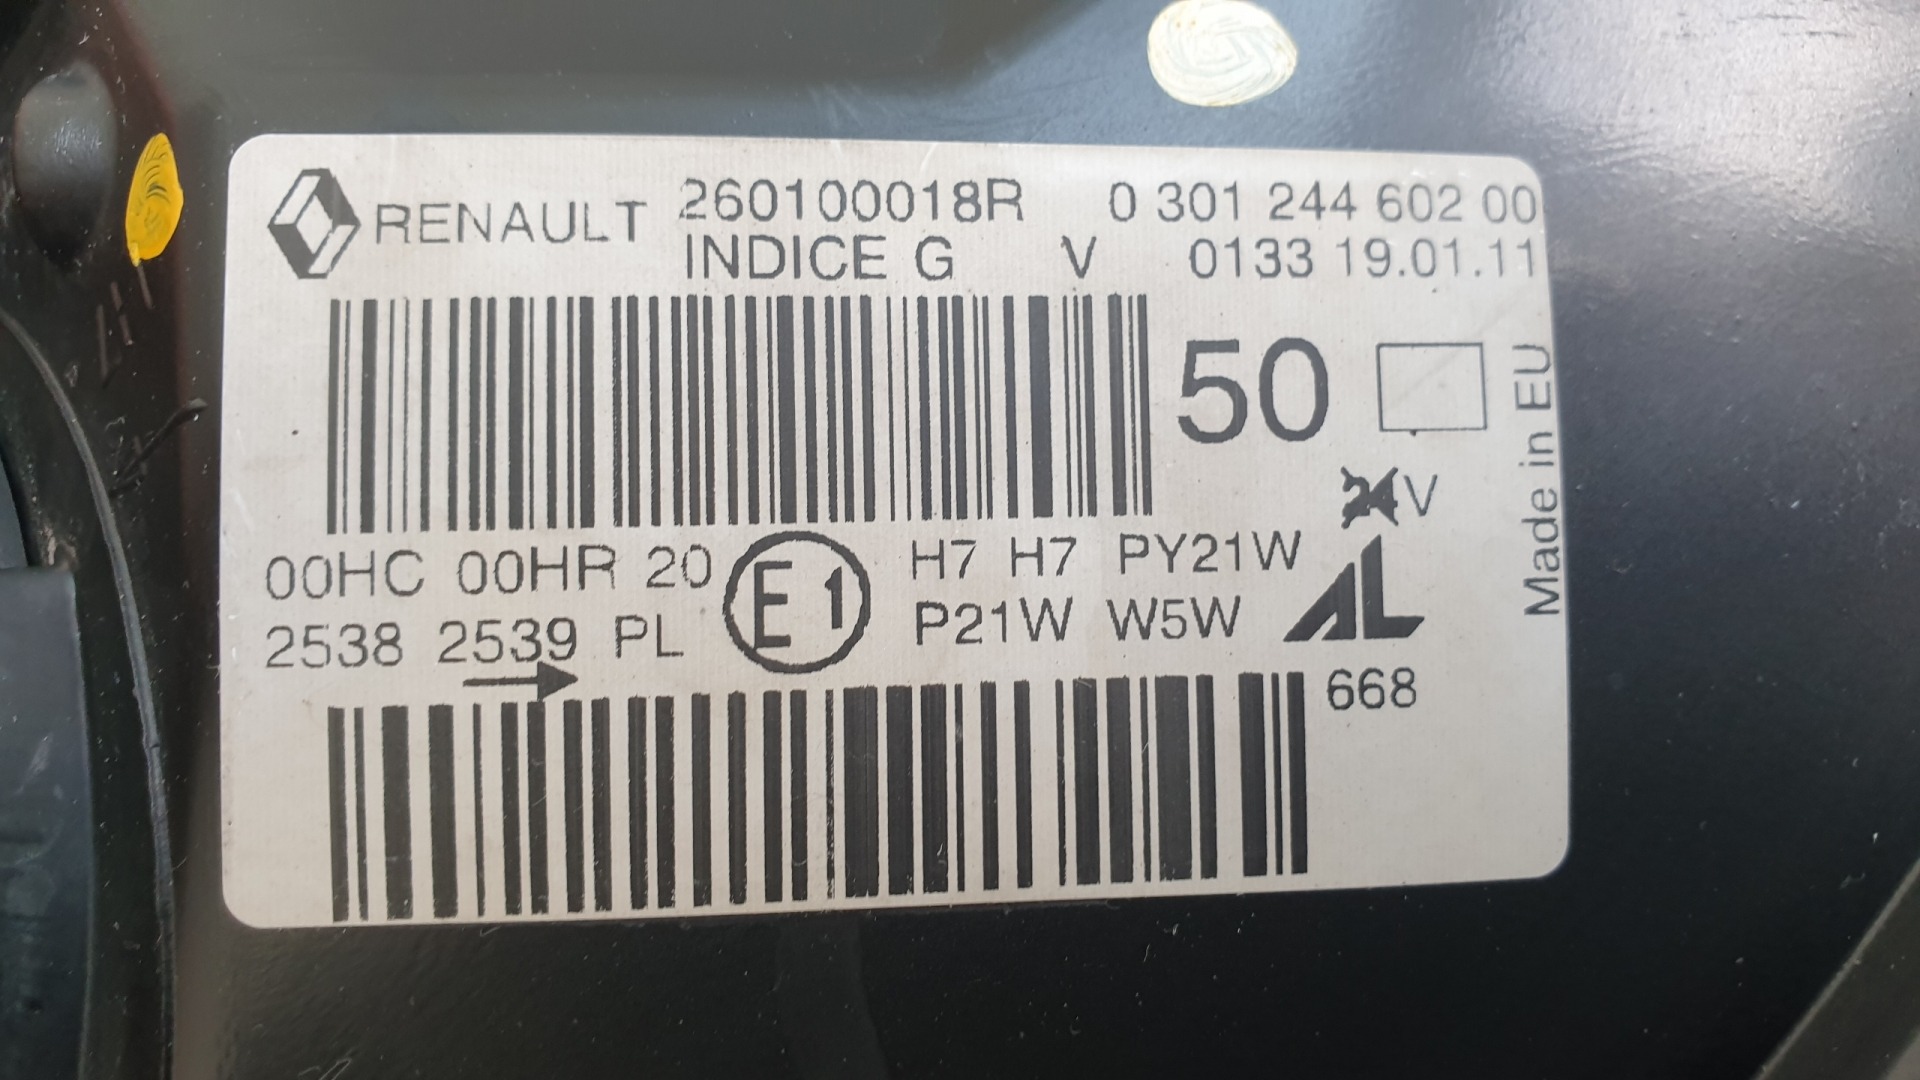 RENAULT 260100018R 0 301 244 602 00
INDICE G V 0133 19.01.11
50
Made in EU
24V
00HC 00HR 20 E1 H7 H7 PY21W
2538 2539 PL P21W W5W AL
668